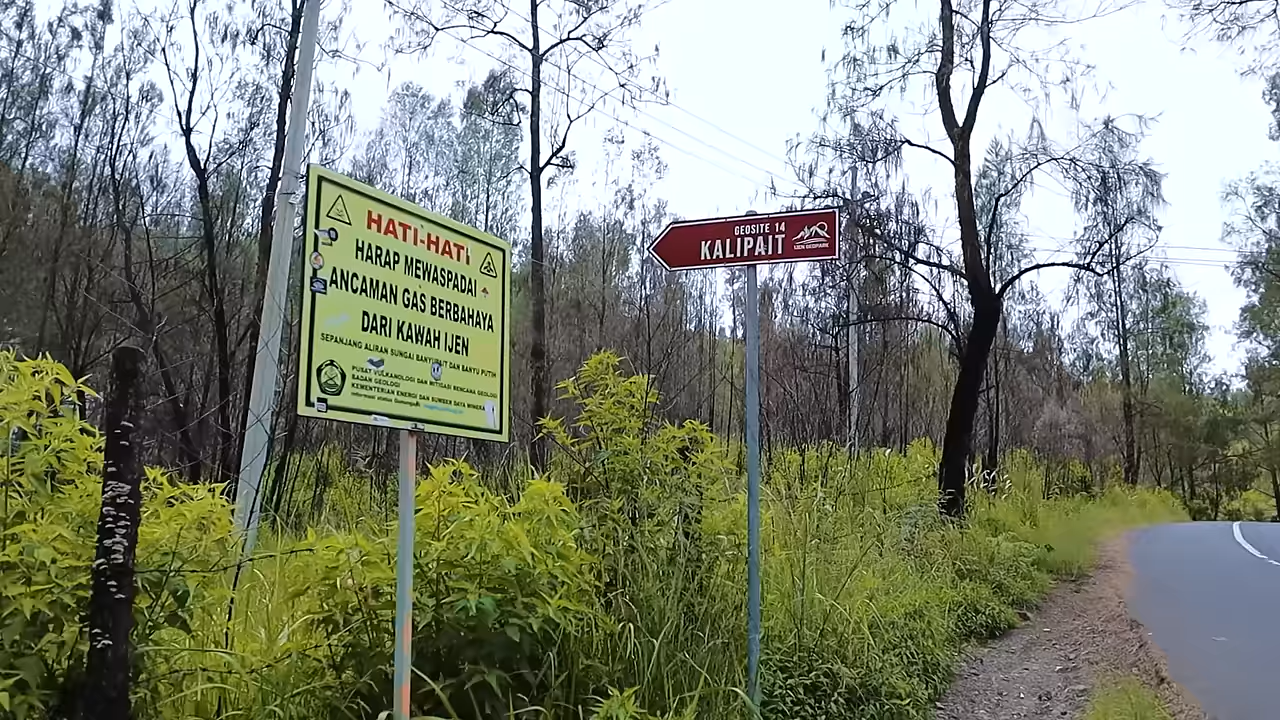 HATI-HATI
HARAP MEWASPADAI
ANCAMAN GAS BERBAHAYA
DARI KAWAH IJEN
SEPANJANG ALIRAN SUNGAI BANYUPAIT DAN BANYU PUTIH
PUSAT VULKANOLOGI DAN MITIGASI BENCANA GEOLOGI
BADAN GEOLOGI
KEMENTERIAN ENERGI DAN SUMBER DAYA MINERAL
GEOSITE 14
KALIPAIT
IJEN GEOPARK